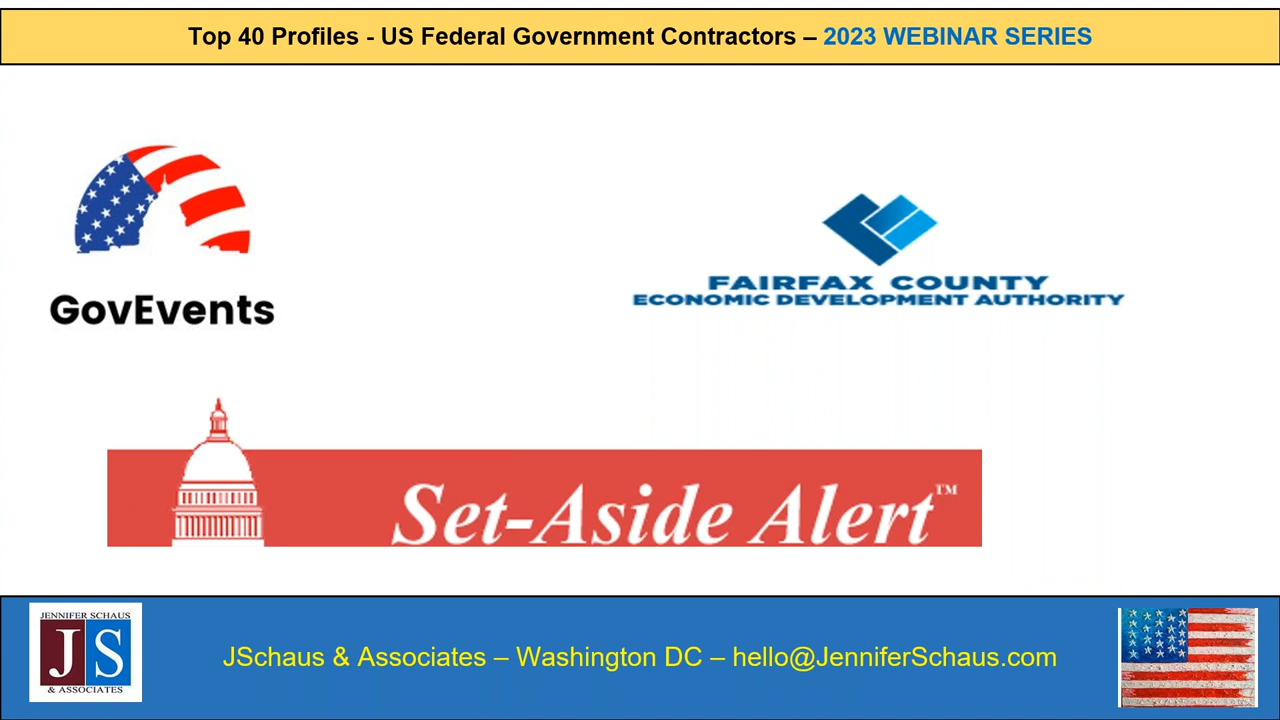 Top 40 Profiles - US Federal Government Contractors – 2023 WEBINAR SERIES
GovEvents
FAIRFAX COUNTY
ECONOMIC DEVELOPMENT AUTHORITY
Set-Aside Alert™
JENNIFER SCHAUS
JS
& ASSOCIATES
JSchaus & Associates – Washington DC – hello@JenniferSchaus.com